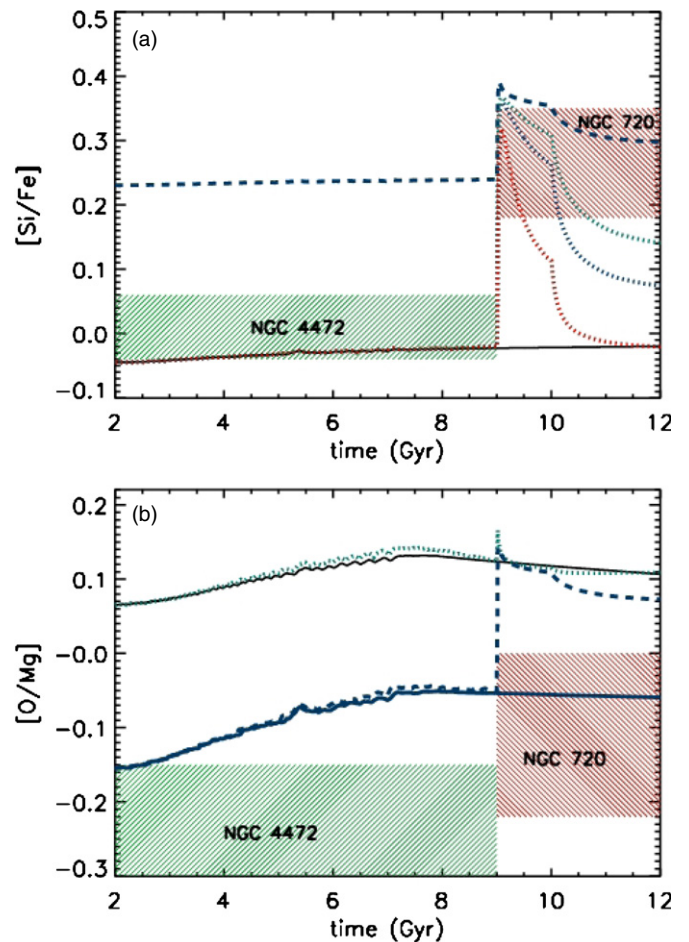 (a)
0.5
0.4
0.3
0.2
0.1
0.0
−0.1
[Si/Fe]
NGC 720
NGC 4472
2 4 6 8 10 12
time (Gyr)
(b)
0.2
0.1
−0.0
−0.1
−0.2
−0.3
[O/Mg]
NGC 720
NGC 4472
2 4 6 8 10 12
time (Gyr)